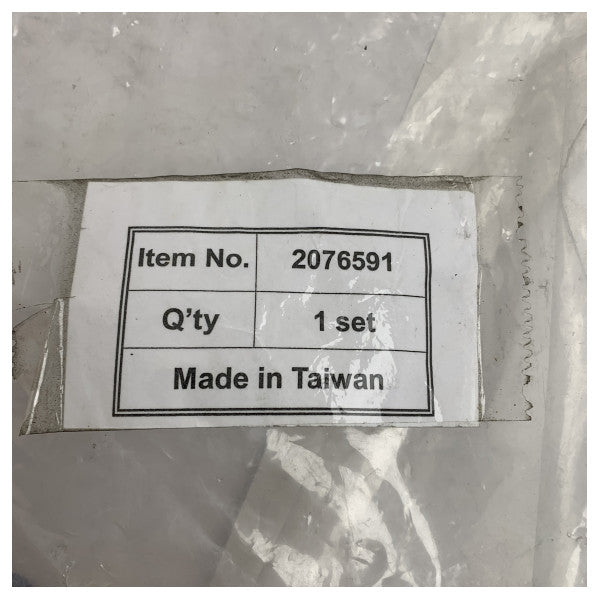 Item No. 2076591
Q'ty 1 set
Made in Taiwan